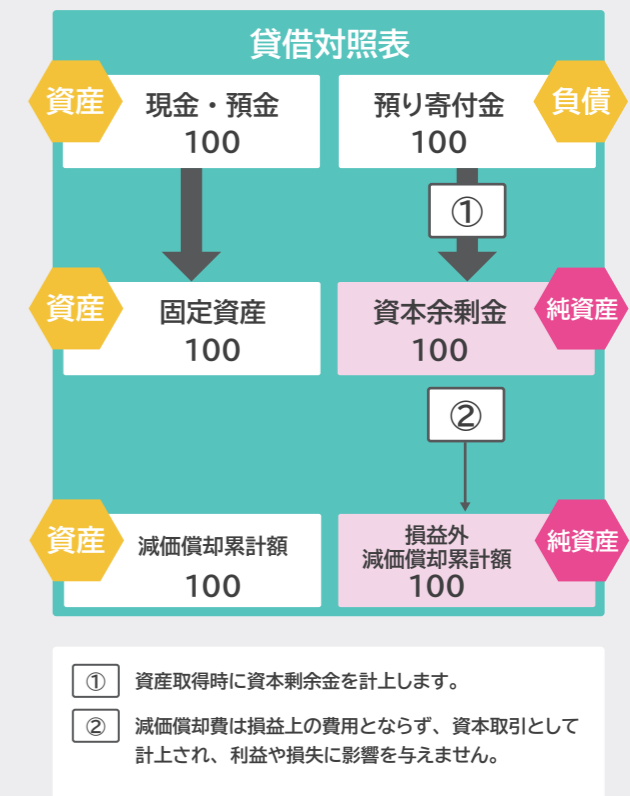 貸借対照表
資産
現金・預金
100
預り寄付金
100
負債
①
資産
固定資産
100
資本余剰金
100
純資産
②
資産
減価償却累計額
100
損益外
減価償却累計額
100
純資産
① 資産取得時に資本剰余金を計上します。
② 減価償却費は損益上の費用とならず、資本取引として
計上され、利益や損失に影響を与えません。